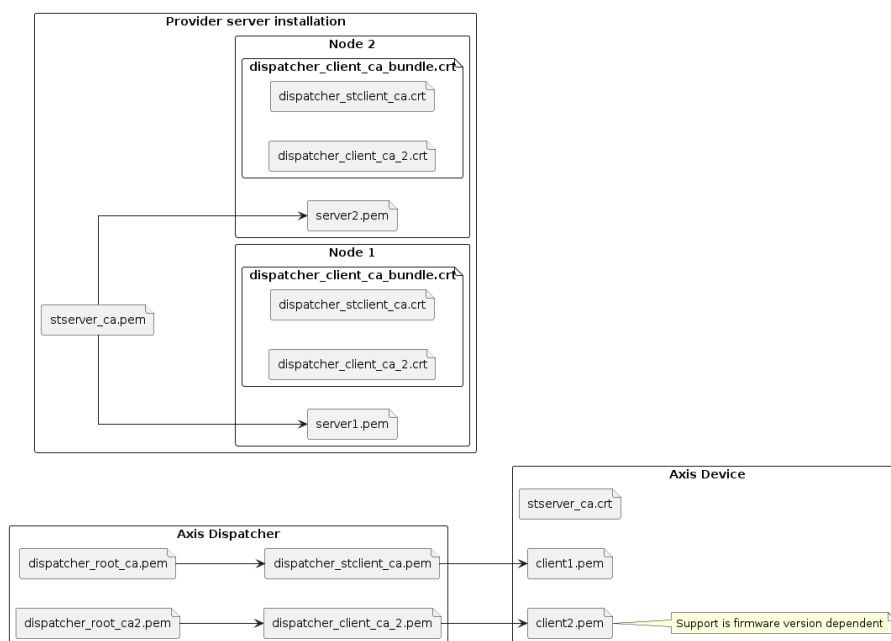 Provider server installation
Node 2
dispatcher_client_ca_bundle.crt
dispatcher_stclient_ca.crt
dispatcher_client_ca_2.crt
server2.pem
Node 1
dispatcher_client_ca_bundle.crt
dispatcher_stclient_ca.crt
stserver_ca.pem
dispatcher_client_ca_2.crt
server1.pem
Axis Device
stserver_ca.crt
Axis Dispatcher
dispatcher_root_ca.pem
dispatcher_stclient_ca.pem
client1.pem
dispatcher_root_ca2.pem
dispatcher_client_ca_2.pem
client2.pem
Support is firmware version dependent